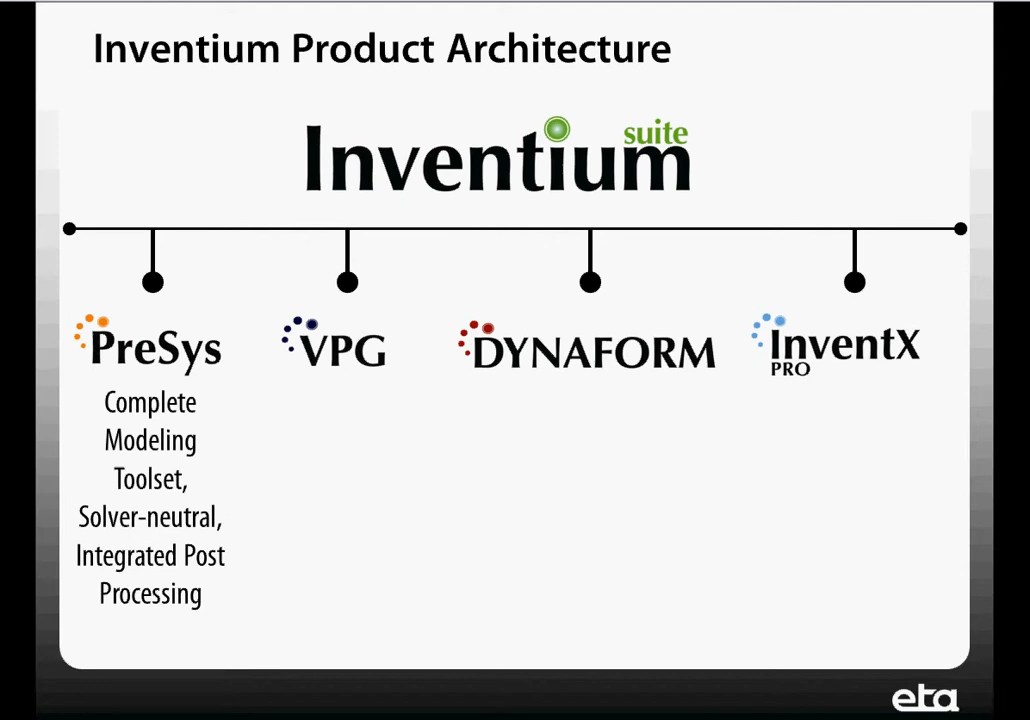 Inventium Product Architecture
Inventium suite
PreSys
VPG
DYNAFORM
InventX
PRO
Complete
Modeling
Toolset,
Solver-neutral,
Integrated Post
Processing
eta